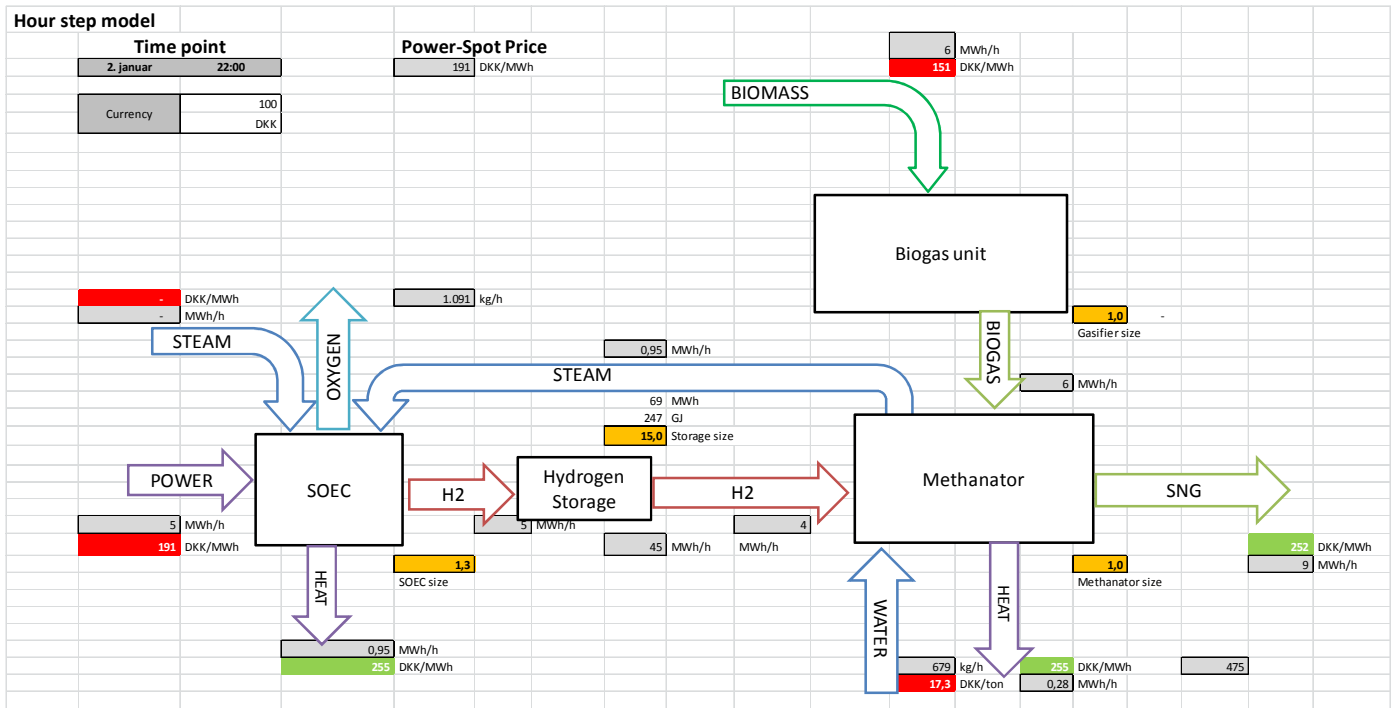 Hour step model
Time point
Power-Spot Price
6 MWh/h
2. januar 22:00
191 DKK/MWh
151 DKK/MWh
BIOMASS
Currency
100
DKK
Biogas unit
- DKK/MWh
1.091 kg/h
- MWh/h
1,0 -
Gasifier size
STEAM
OXYGEN
BIOGAS
0,95 MWh/h
STEAM
6 MWh/h
69 MWh
247 GJ
15,0 Storage size
POWER
SOEC
H2
Hydrogen
Storage
H2
Methanator
SNG
5 MWh/h
5 MWh/h
4
191 DKK/MWh
45 MWh/h
MWh/h
252 DKK/MWh
1,3
1,0
9 MWh/h
SOEC size
Methanator size
HEAT
WATER
HEAT
0,95 MWh/h
255 DKK/MWh
679 kg/h
255 DKK/MWh
475
17,3 DKK/ton
0,28 MWh/h